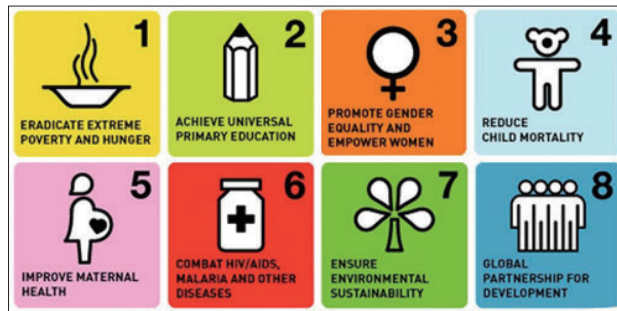 1
ERADICATE EXTREME
POVERTY AND HUNGER
2
ACHIEVE UNIVERSAL
PRIMARY EDUCATION
3
PROMOTE GENDER
EQUALITY AND
EMPOWER WOMEN
4
REDUCE
CHILD MORTALITY
5
IMPROVE MATERNAL
HEALTH
6
COMBAT HIV/AIDS,
MALARIA AND OTHER
DISEASES
7
ENSURE
ENVIRONMENTAL
SUSTAINABILITY
8
GLOBAL
PARTNERSHIP FOR
DEVELOPMENT